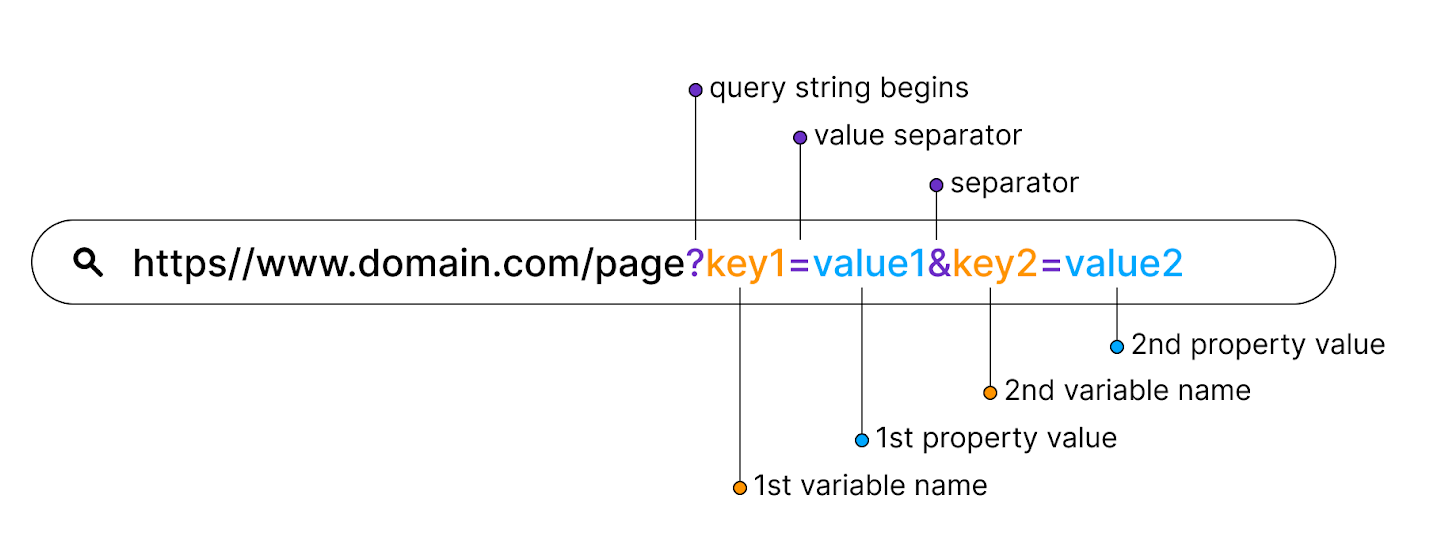 query string begins
value separator
separator
https//www.domain.com/page?key1=value1&key2=value2
2nd property value
2nd variable name
1st property value
1st variable name